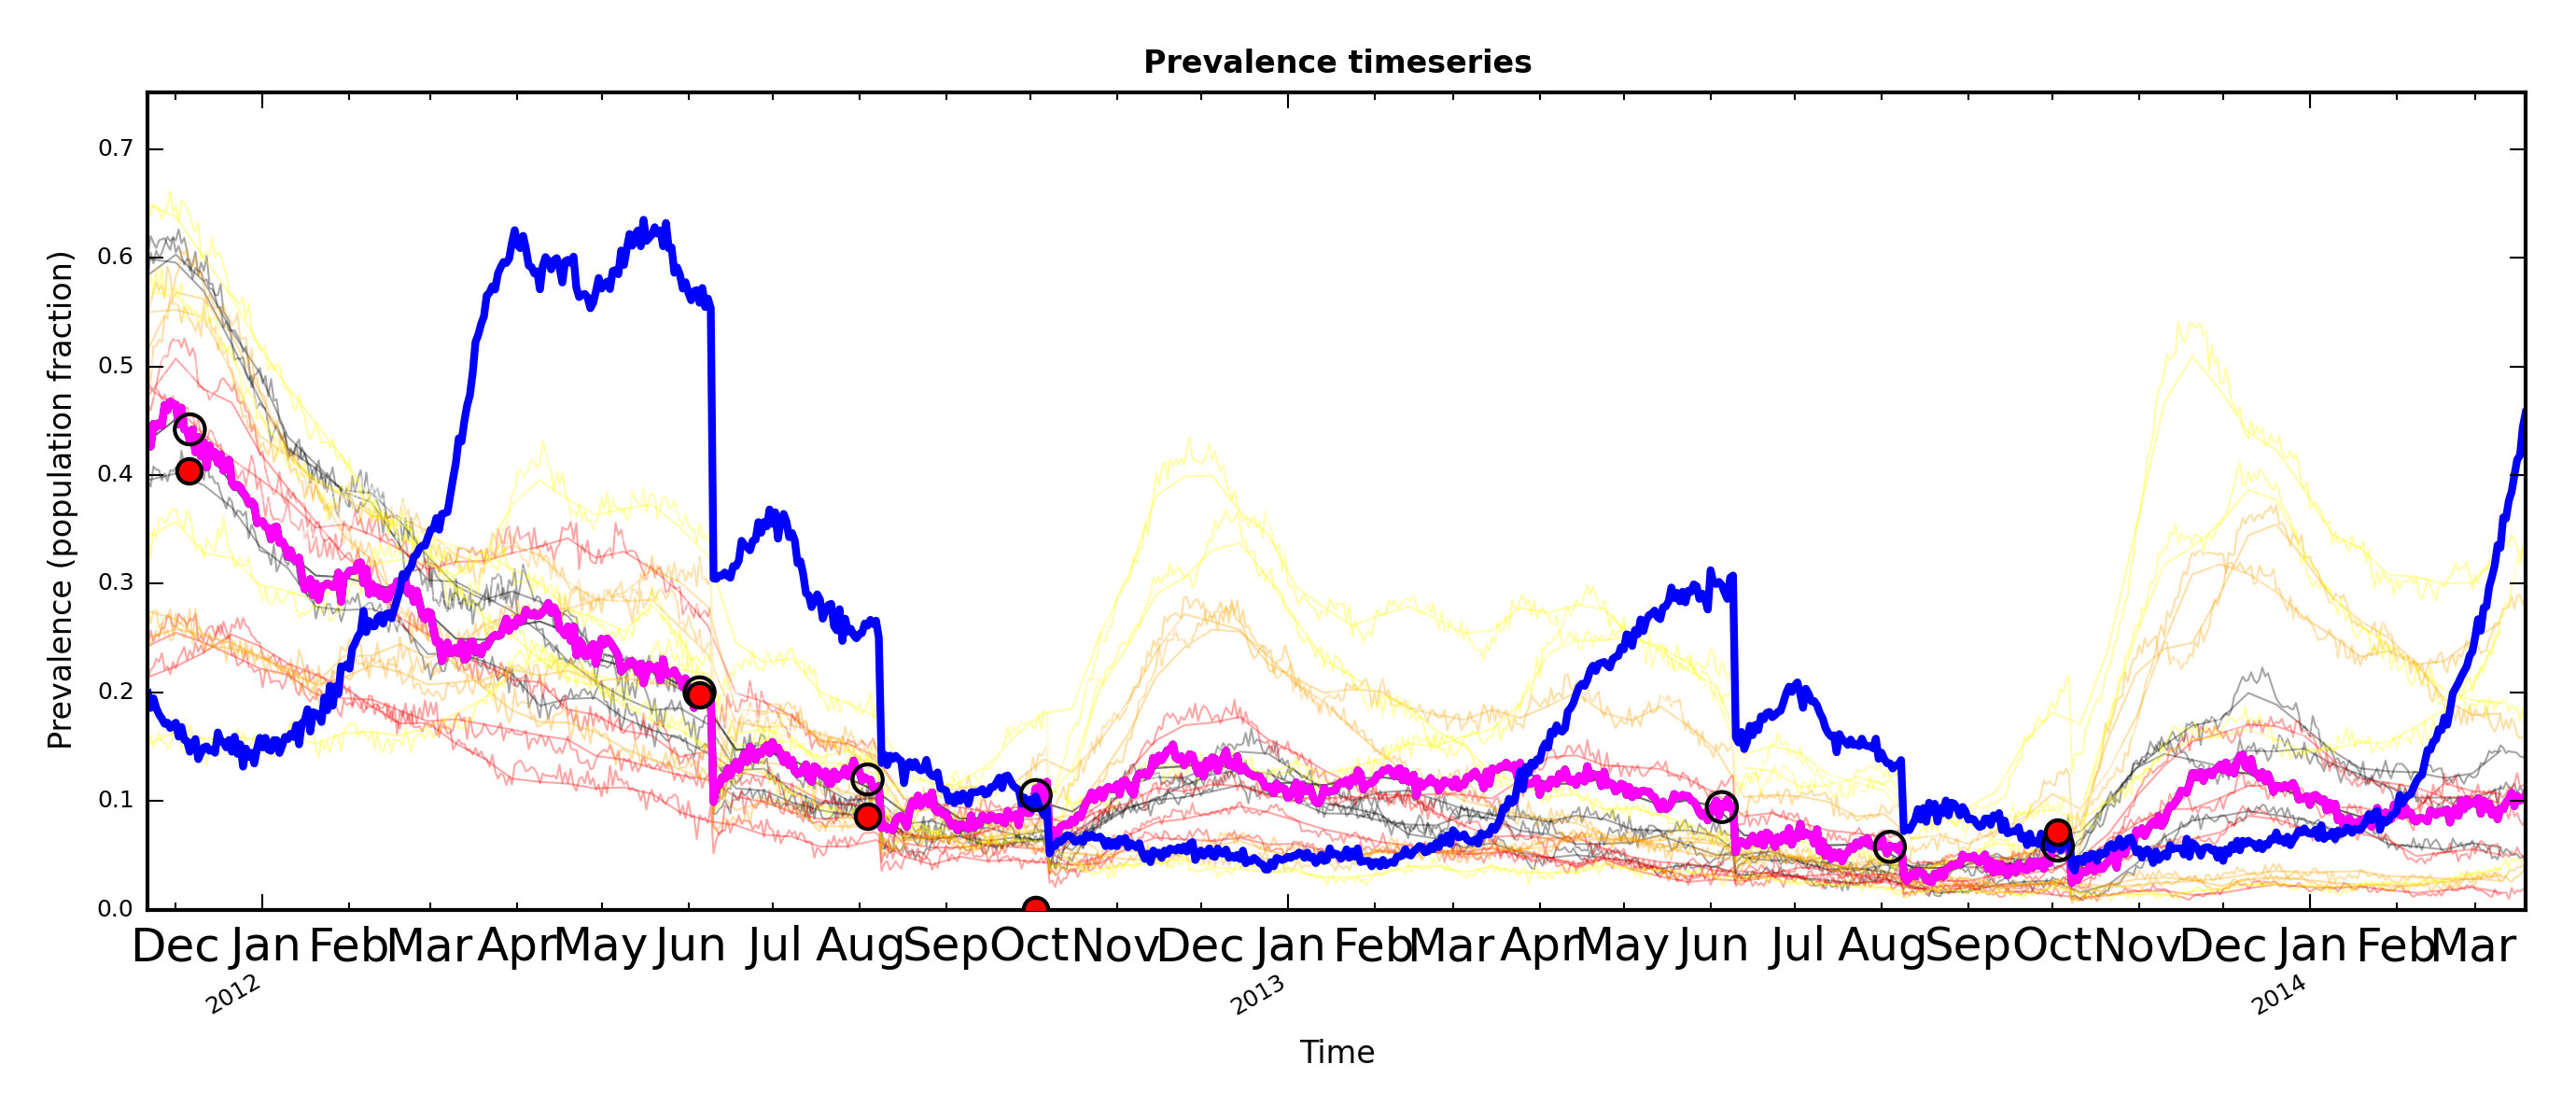 Prevalence timeseries
0.7
0.6
0.5
0.4
0.3
0.2
0.1
0.0
Prevalence (population fraction)
Dec Jan Feb Mar Apr May Jun Jul Aug Sep Oct Nov Dec Jan Feb Mar Apr May Jun Jul Aug Sep Oct Nov Dec Jan Feb Mar
2012 2013 2014
Time